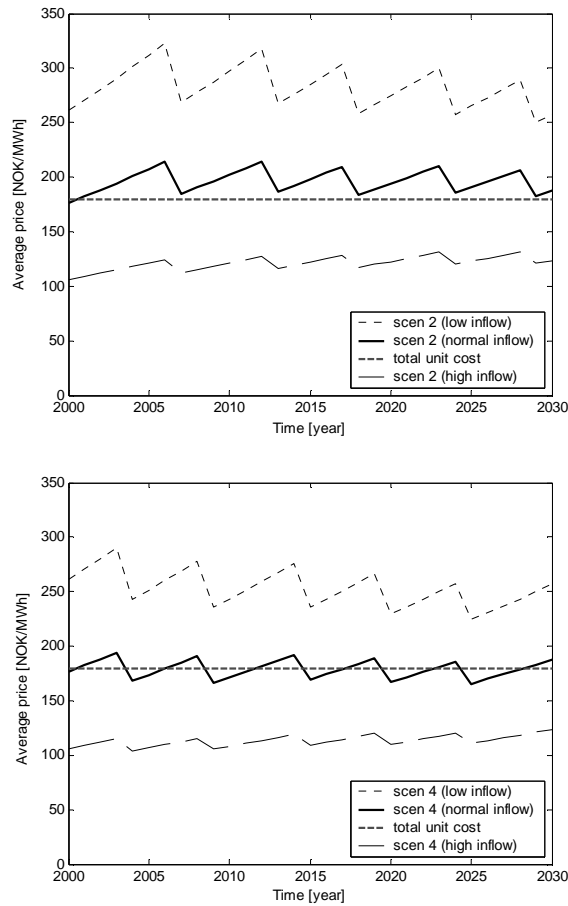 350
300
250
200
150
100
50
0
Average price [NOK/MWh]
scen 2 (low inflow)
scen 2 (normal inflow)
total unit cost
scen 2 (high inflow)
2000 2005 2010 2015 2020 2025 2030
Time [year]
350
300
250
200
150
100
50
0
Average price [NOK/MWh]
scen 4 (low inflow)
scen 4 (normal inflow)
total unit cost
scen 4 (high inflow)
2000 2005 2010 2015 2020 2025 2030
Time [year]